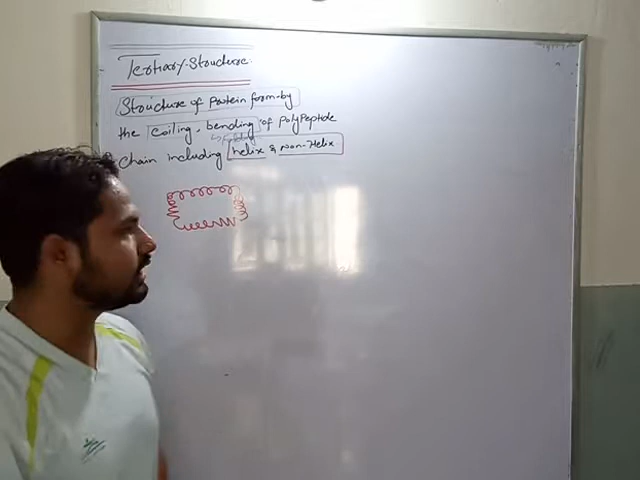 Tertiary-Structure.
Structure of protein form-by
the coiling, bending of polypeptide
chain including helix & non-Helix